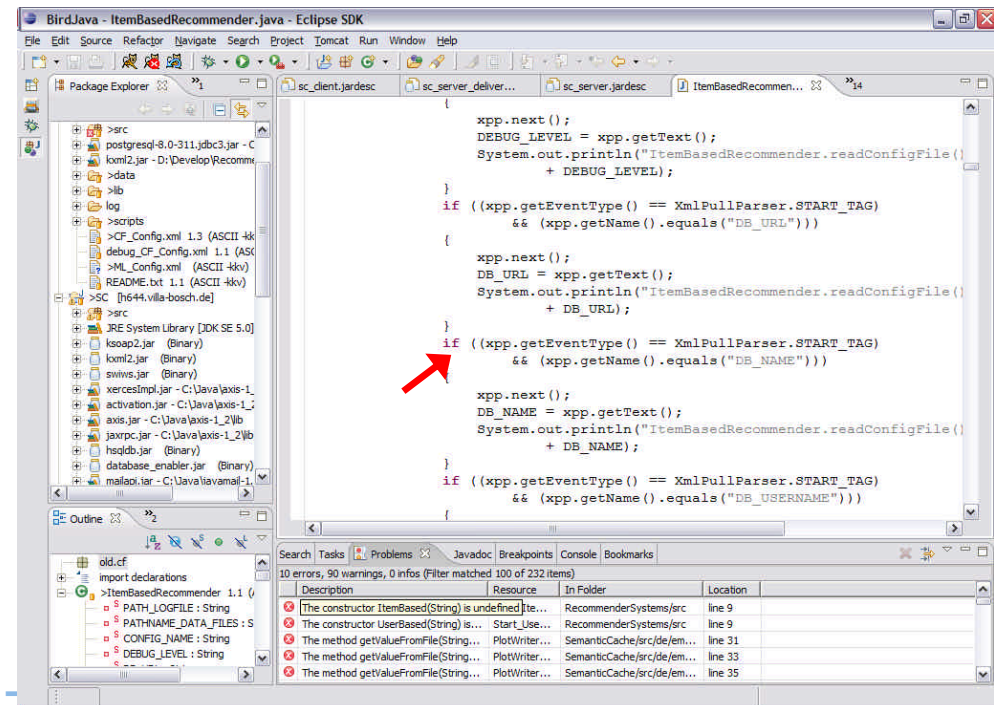 BirdJava - ItemBasedRecommender.java - Eclipse SDK
File Edit Source Refactor Navigate Search Project Tomcat Run Window Help
Package Explorer
1
>src
postgresql-8.0-311.jdbc3.jar - C
kxml2.jar - D:\Develop\Recomme
>data
>lib
log
>scripts
>CF_Config.xml 1.3 (ASCII -kk
debug_CF_Config.xml 1.1 (ASC
>ML_Config.xml (ASCII -kkv)
README.txt 1.1 (ASCII -kkv)
>SC [h644.villa-bosch.de]
>src
JRE System Library [JDK SE 5.0]
ksoap2.jar (Binary)
kxml2.jar (Binary)
swiws.jar (Binary)
xercesImpl.jar - C:\Java\axis-1_
activation.jar - C:\Java\axis-1_2
axis.jar - C:\Java\axis-1_2\lib
jaxrpc.jar - C:\Java\axis-1_2\lib
hsqldb.jar (Binary)
database_enabler.jar (Binary)
mailapi.jar - C:\Java\javamail-1.
Outline
2
old.cf
import declarations
>ItemBasedRecommender 1.1 (
S PATH_LOGFILE : String
S PATHNAME_DATA_FILES : S
S CONFIG_NAME : String
S DEBUG_LEVEL : String
sc_client.jardesc sc_server_deliver... sc_server.jardesc ItemBasedRecommen... 14
{
xpp.next();
DEBUG_LEVEL = xpp.getText();
System.out.println("ItemBasedRecommender.readConfigFile()
+ DEBUG_LEVEL);
}
if ((xpp.getEventType() == XmlPullParser.START_TAG)
&& (xpp.getName().equals("DB_URL")))
{
xpp.next();
DB_URL = xpp.getText();
System.out.println("ItemBasedRecommender.readConfigFile()
+ DB_URL);
}
if ((xpp.getEventType() == XmlPullParser.START_TAG)
&& (xpp.getName().equals("DB_NAME")))
{
xpp.next();
DB_NAME = xpp.getText();
System.out.println("ItemBasedRecommender.readConfigFile()
+ DB_NAME);
}
if ((xpp.getEventType() == XmlPullParser.START_TAG)
&& (xpp.getName().equals("DB_USERNAME")))
{
Search Tasks Problems Javadoc Breakpoints Console Bookmarks
10 errors, 90 warnings, 0 infos (Filter matched 100 of 232 items)
Description Resource In Folder Location
The constructor ItemBased(String) is undefined Ite... RecommenderSystems/src line 9
The constructor UserBased(String) is... Start_Use... RecommenderSystems/src line 9
The method getValueFromFile(String... PlotWriter... SemanticCache/src/de/em... line 31
The method getValueFromFile(String... PlotWriter... SemanticCache/src/de/em... line 33
The method getValueFromFile(String... PlotWriter... SemanticCache/src/de/em... line 35